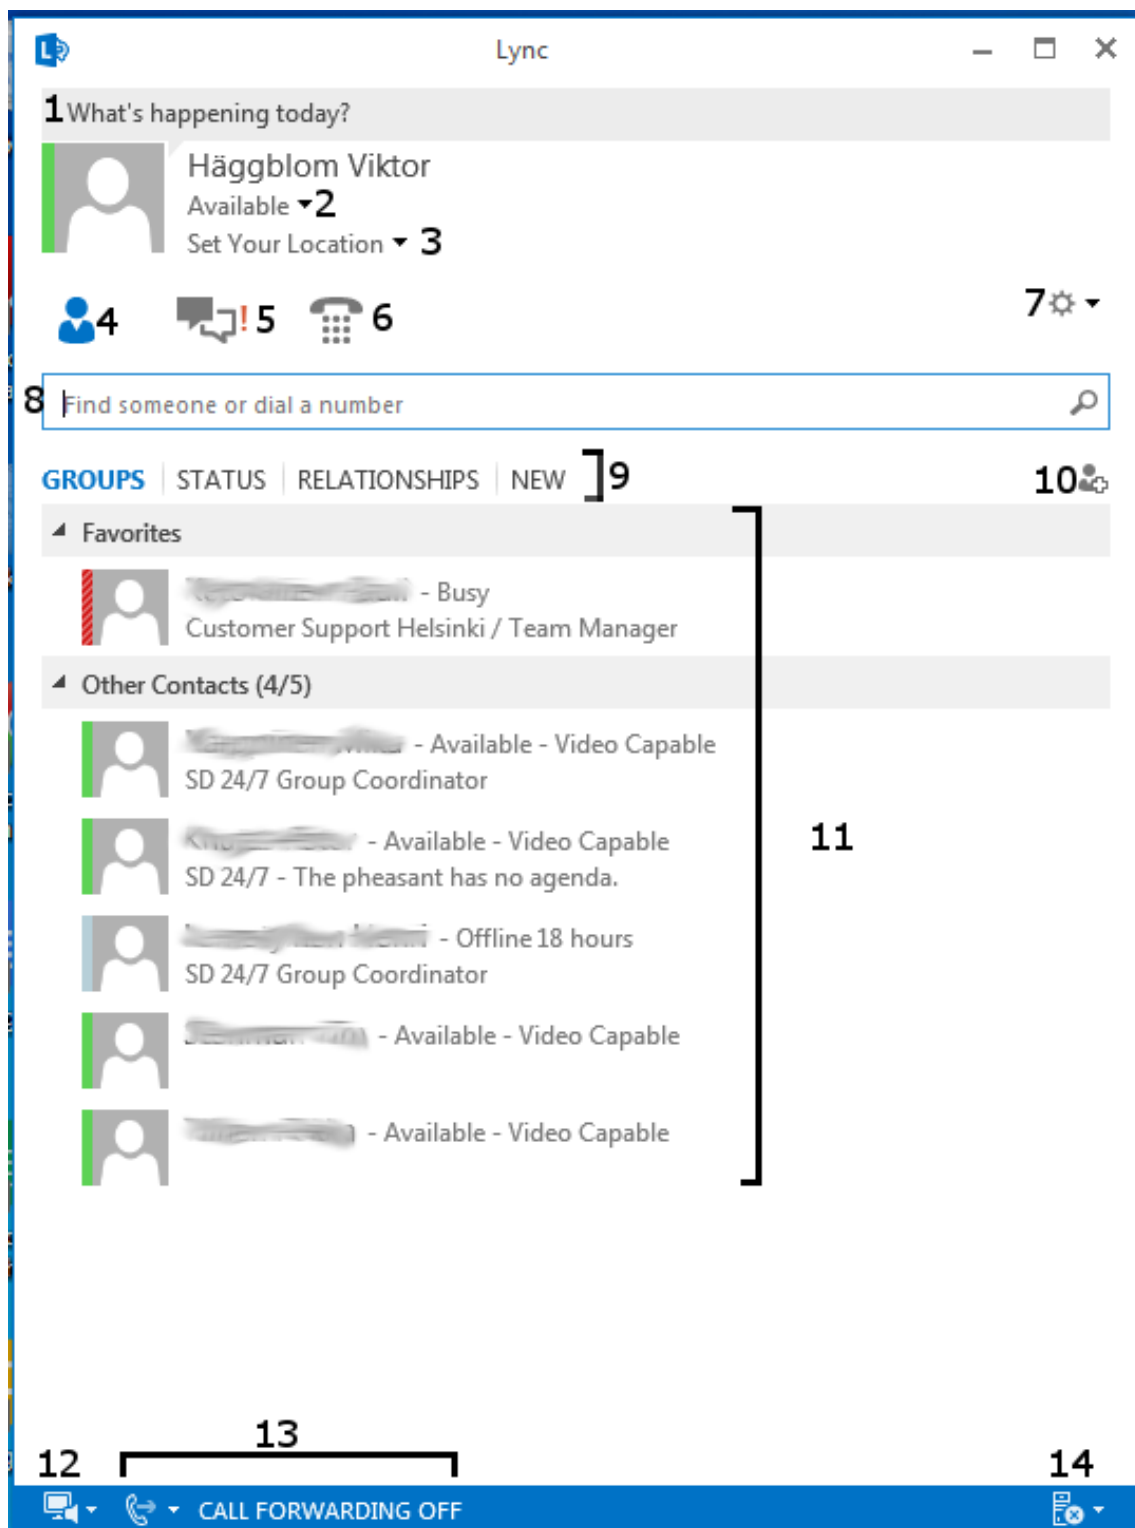 Lync
1 What's happening today?
Häggblom Viktor
Available 2
Set Your Location 3
4 ! 5 6 7
8 Find someone or dial a number
GROUPS STATUS RELATIONSHIPS NEW 9 10
Favorites
- Busy
Customer Support Helsinki / Team Manager
Other Contacts (4/5)
- Available - Video Capable
SD 24/7 Group Coordinator
11
- Available - Video Capable
SD 24/7 - The pheasant has no agenda.
- Offline 18 hours
SD 24/7 Group Coordinator
- Available - Video Capable
- Available - Video Capable
13
12 14
CALL FORWARDING OFF